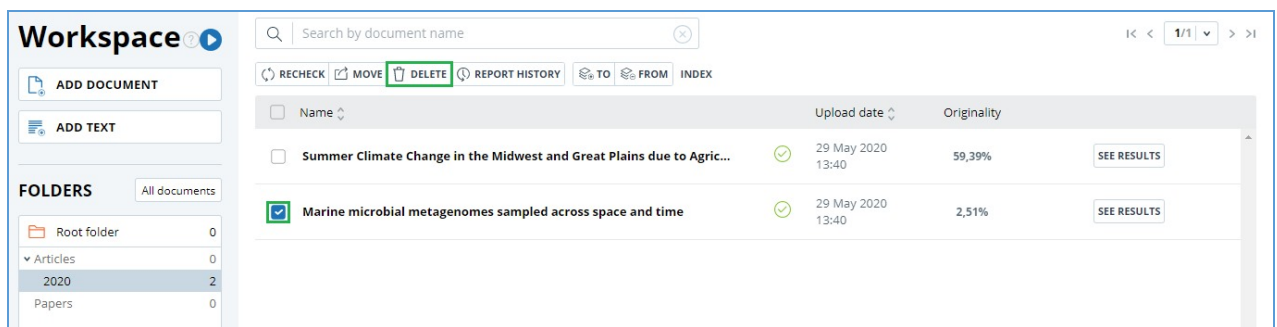 Workspace ?
Search by document name
1/1
ADD DOCUMENT
ADD TEXT
RECHECK MOVE DELETE REPORT HISTORY TO FROM INDEX
Name Upload date Originality
Summer Climate Change in the Midwest and Great Plains due to Agric... 29 May 2020 13:40 59,39% SEE RESULTS
Marine microbial metagenomes sampled across space and time 29 May 2020 13:40 2,51% SEE RESULTS
FOLDERS All documents
Root folder 0
Articles 0
2020 2
Papers 0